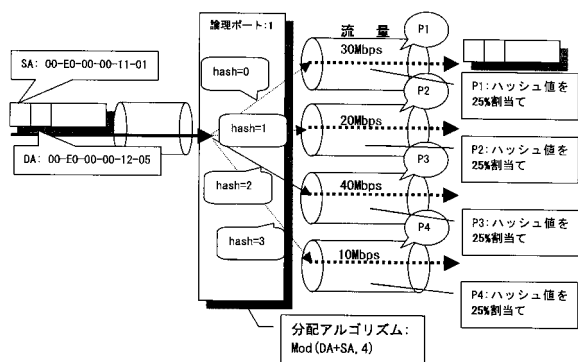 論理ポート:1
流 量
P1
30Mbps
SA: 00-E0-00-00-11-01
hash=0
P1:ハッシュ値を
25%割当て
P2
20Mbps
hash=1
P2:ハッシュ値を
25%割当て
DA: 00-E0-00-00-12-05
P3
40Mbps
hash=2
P3:ハッシュ値を
25%割当て
P4
10Mbps
hash=3
P4:ハッシュ値を
25%割当て
分配アルゴリズム:
Mod(DA+SA,4)